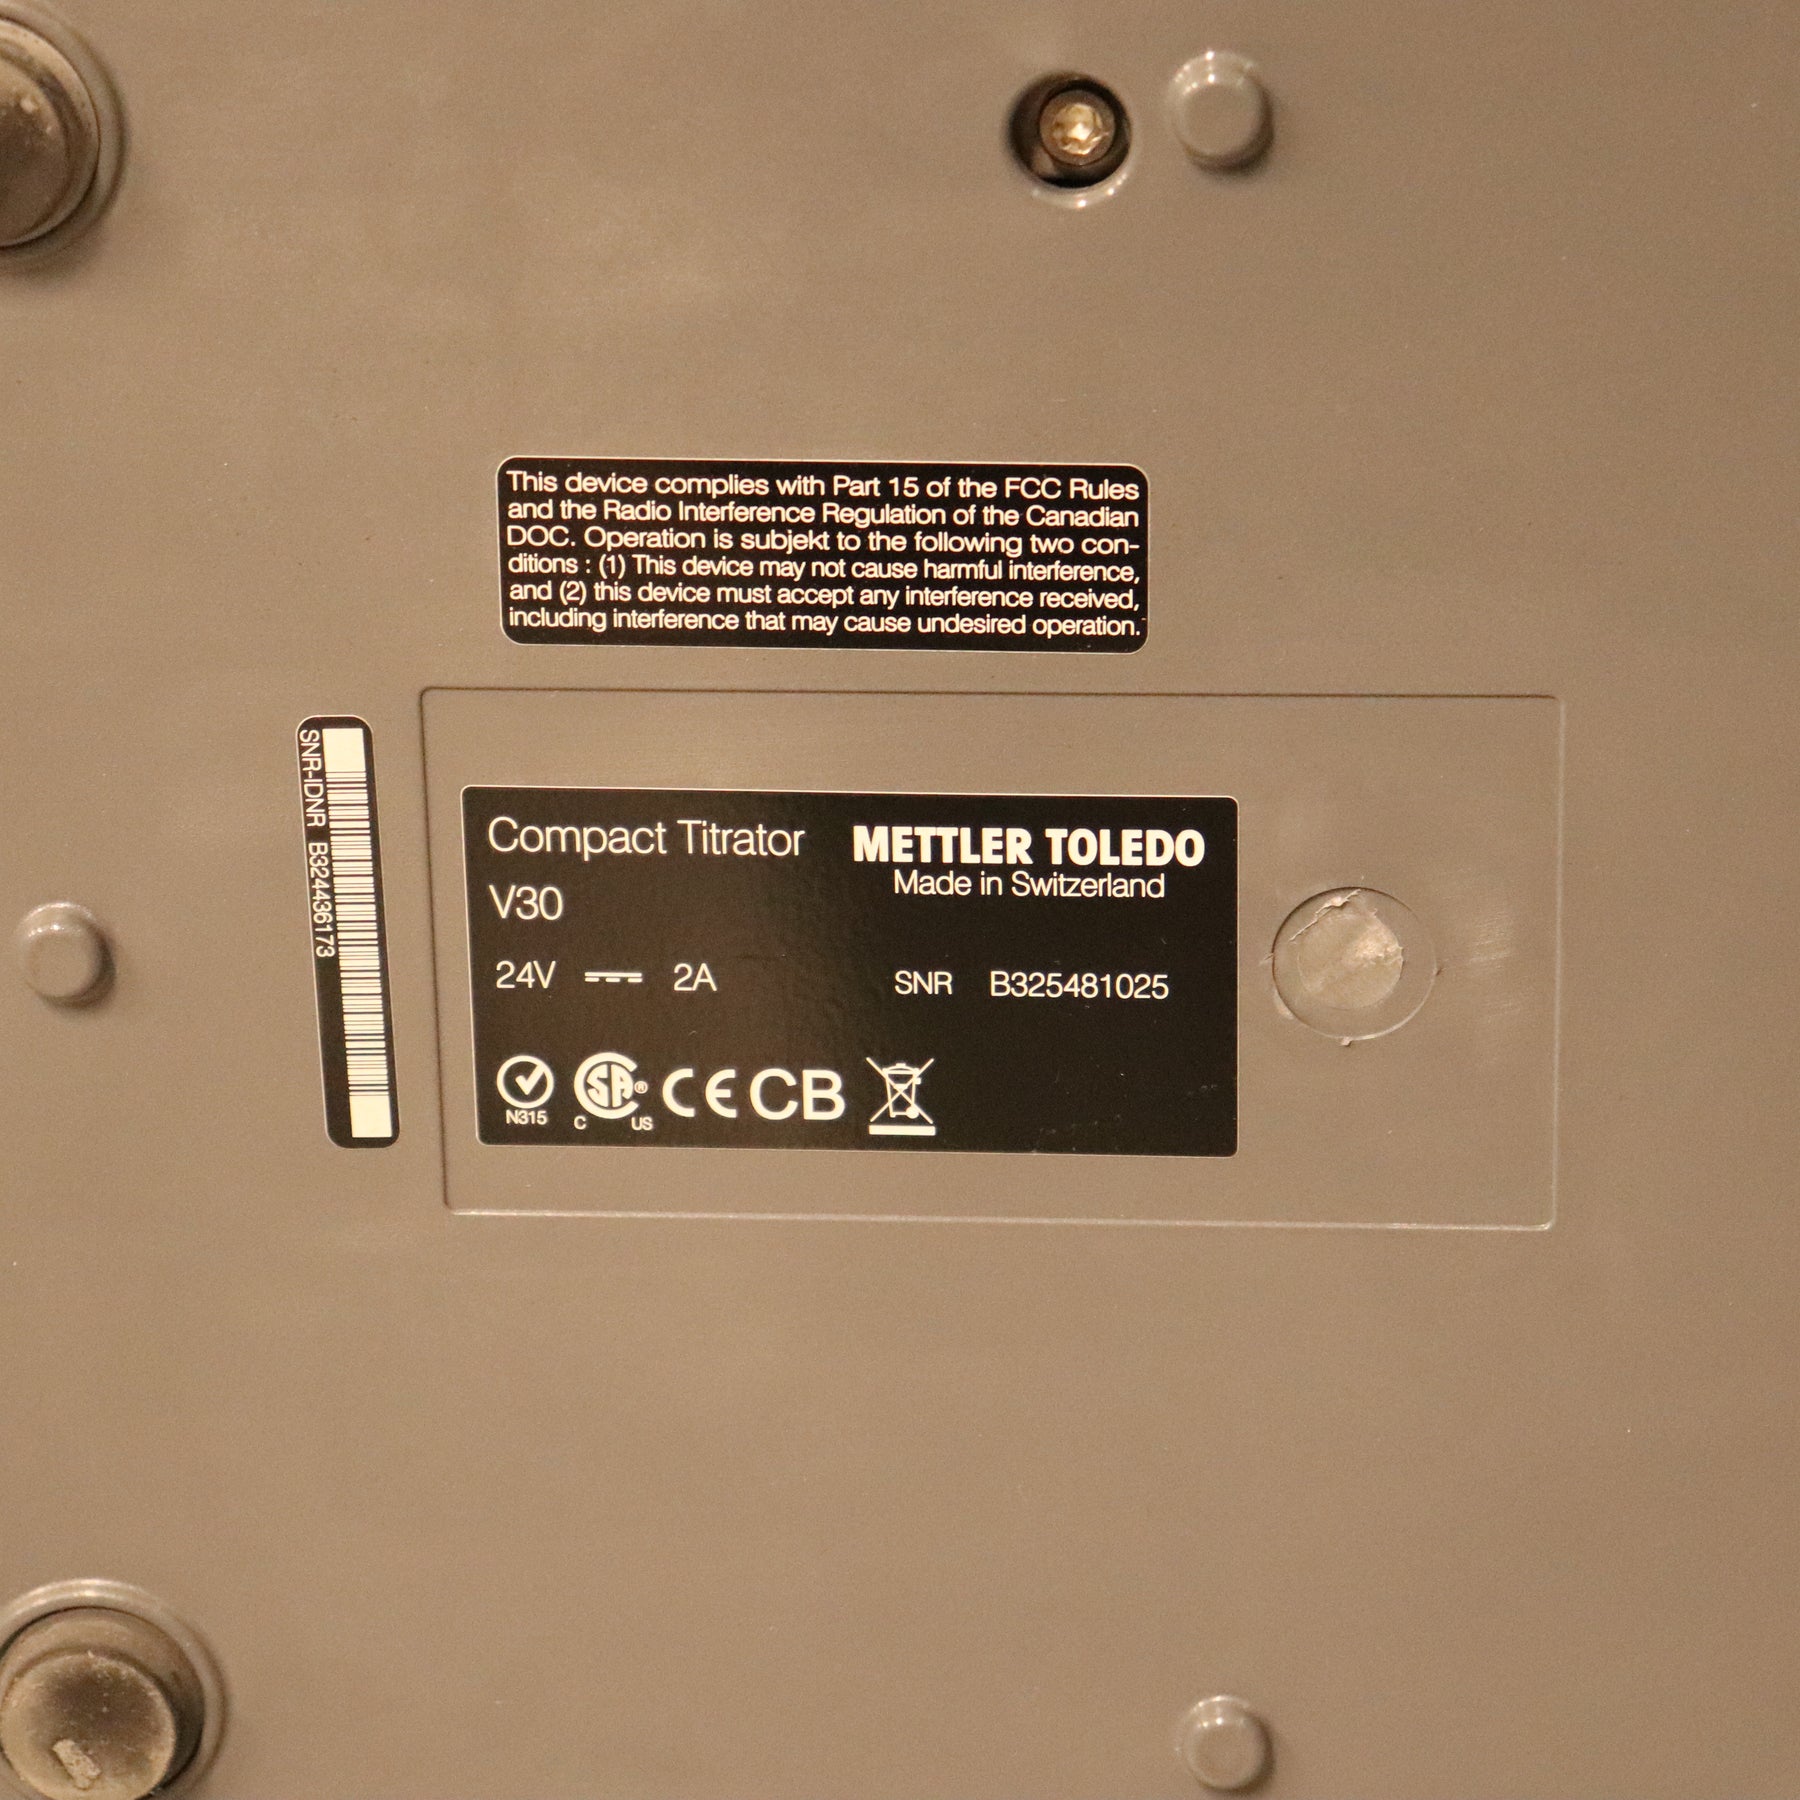 This device complies with Part 15 of the FCC Rules
and the Radio Interference Regulation of the Canadian
DOC. Operation is subjekt to the following two con-
ditions : (1) This device may not cause harmful interference,
and (2) this device must accept any interference received,
including interference that may cause undesired operation.
SNR-IDNR B324436173
Compact Titrator
METTLER TOLEDO
Made in Switzerland
V30
24V 2A
SNR B325481025
N315
SA®
C US
CE CB